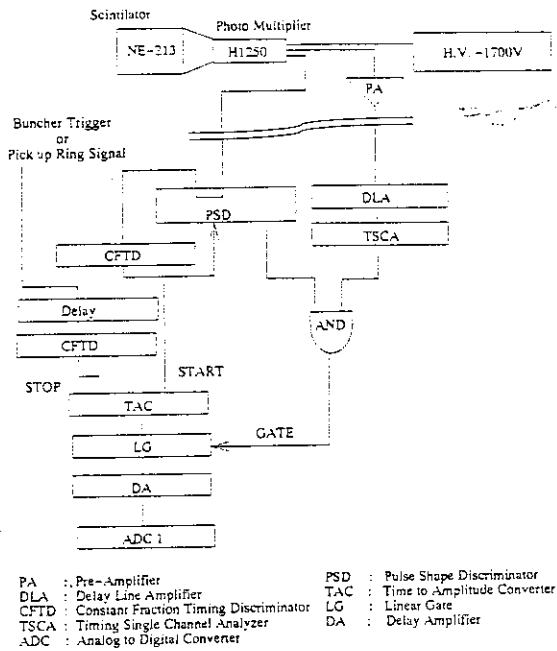 Scintilator
Photo Multiplier
NE-213
H1250
H.V. -1700V
PA
Buncher Trigger
or
Pick up Ring Signal
DLA
PSD
TSCA
CFTD
Delay
AND
CFTD
STOP
START
TAC
GATE
LG
DA
ADC 1
PA : Pre-Amplifier
DLA : Delay Line Amplifier
CFTD : Constant Fraction Timing Discriminator
TSCA : Timing Single Channel Analyzer
ADC : Analog to Digital Converter
PSD : Pulse Shape Discriminator
TAC : Time to Amplitude Converter
LG : Linear Gate
DA : Delay Amplifier